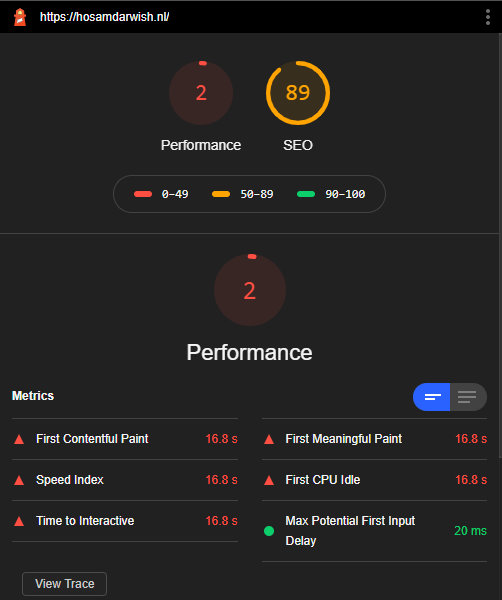 https://hosamdarwish.nl/
2
89
Performance
SEO
0–49
50–89
90–100
2
Performance
Metrics
First Contentful Paint
16.8 s
First Meaningful Paint
16.8 s
Speed Index
16.8 s
First CPU Idle
16.8 s
Time to Interactive
16.8 s
Max Potential First Input
Delay
20 ms
View Trace